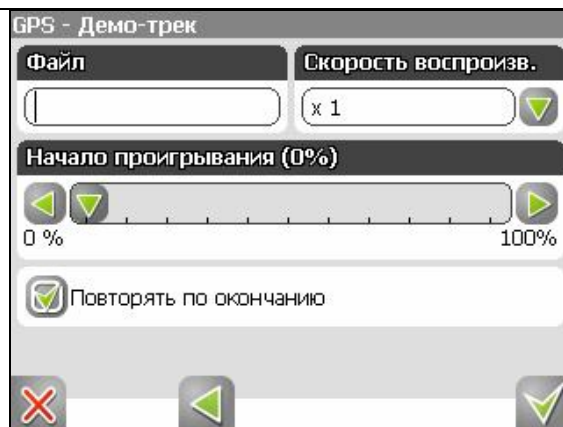 GPS - Демо-трек
Файл
Скорость воспроизв.
x 1
Начало проигрывания (0%)
0 %
100%
Повторять по окончанию